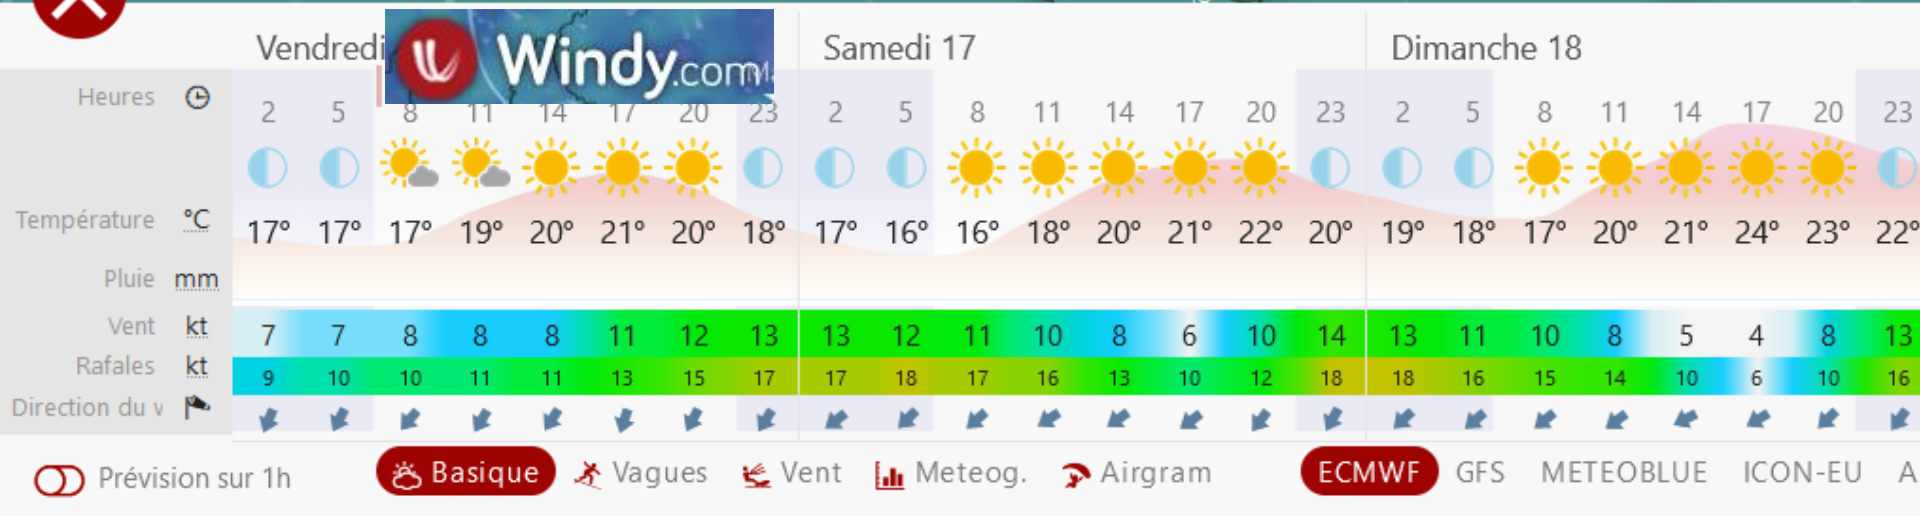 Vendredi
Windy.com
Samedi 17
Dimanche 18
Heures 2 5 8 11 14 17 20 23 2 5 8 11 14 17 20 23 2 5 8 11 14 17 20 23
Température °C 17° 17° 17° 19° 20° 21° 20° 18° 17° 16° 16° 18° 20° 21° 22° 20° 19° 18° 17° 20° 21° 24° 23° 22°
Pluie mm
Vent kt 7 7 8 8 8 11 12 13 13 12 11 10 8 6 10 14 13 11 10 8 5 4 8 13
Rafales kt 9 10 10 11 11 13 15 17 17 18 17 16 13 10 12 18 18 16 15 14 10 6 10 16
Direction du v
Prévision sur 1h Basique Vagues Vent Meteog. Airgram ECMWF GFS METEOBLUE ICON-EU A